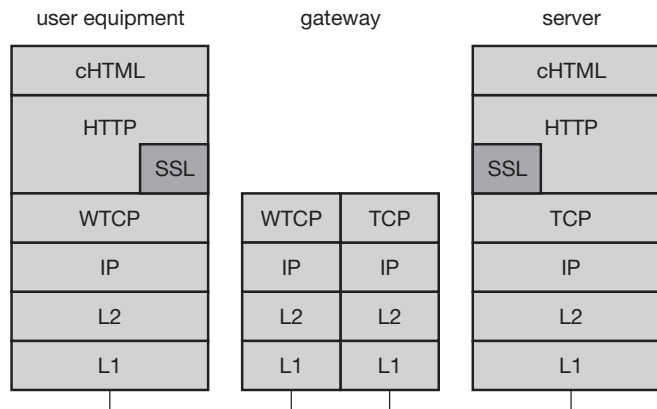 user equipment
gateway
server
cHTML
HTTP
SSL
WTCP
IP
L2
L1
WTCP
TCP
IP
IP
L2
L2
L1
L1
cHTML
HTTP
SSL
TCP
IP
L2
L1